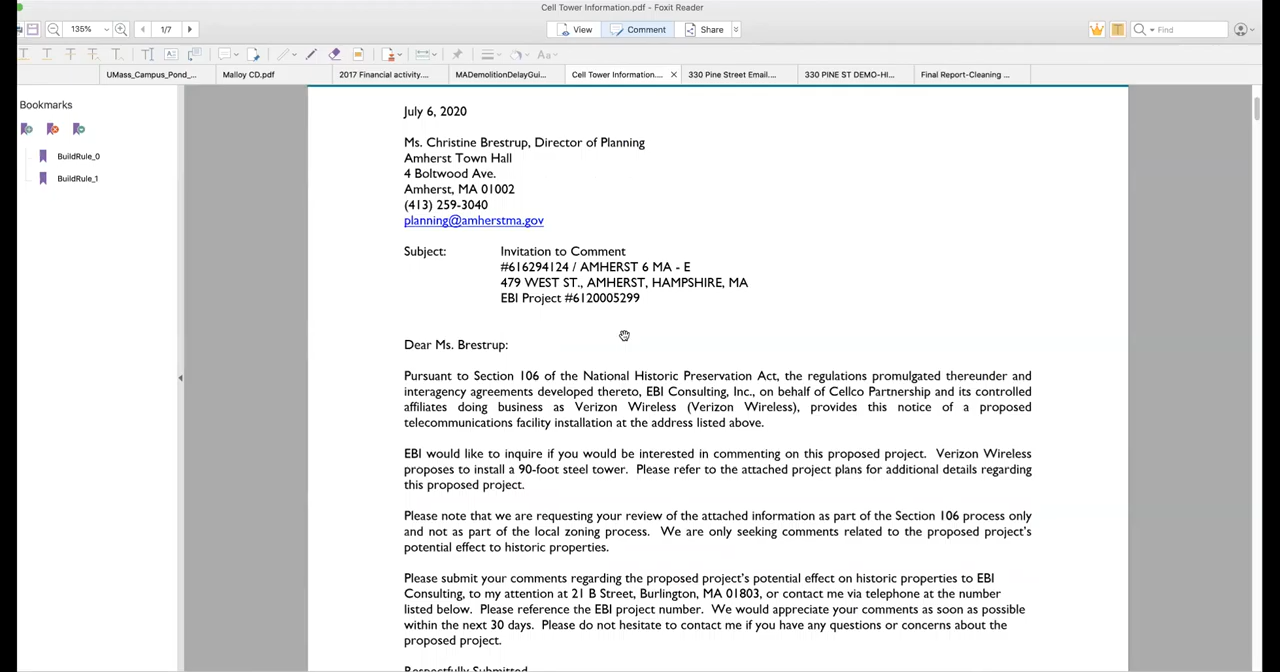 Cell Tower Information.pdf - Foxit Reader
135%
1/7
View
Comment
Share
Find
UMass_Campus_Pond_...
Malloy CD.pdf
2017 Financial activity....
MADemolitionDelayGui...
Cell Tower Information....
330 Pine Street Email....
330 PINE ST DEMO-HI...
Final Report-Cleaning ...
Bookmarks
BuildRule_0
BuildRule_1
July 6, 2020
Ms. Christine Brestrup, Director of Planning
Amherst Town Hall
4 Boltwood Ave.
Amherst, MA 01002
(413) 259-3040
planning@amherstma.gov
Subject: Invitation to Comment
#616294124 / AMHERST 6 MA - E
479 WEST ST., AMHERST, HAMPSHIRE, MA
EBI Project #6120005299
Dear Ms. Brestrup:
Pursuant to Section 106 of the National Historic Preservation Act, the regulations promulgated thereunder and
interagency agreements developed thereto, EBI Consulting, Inc., on behalf of Cellco Partnership and its controlled
affiliates doing business as Verizon Wireless (Verizon Wireless), provides this notice of a proposed
telecommunications facility installation at the address listed above.
EBI would like to inquire if you would be interested in commenting on this proposed project. Verizon Wireless
proposes to install a 90-foot steel tower. Please refer to the attached project plans for additional details regarding
this proposed project.
Please note that we are requesting your review of the attached information as part of the Section 106 process only
and not as part of the local zoning process. We are only seeking comments related to the proposed project's
potential effect to historic properties.
Please submit your comments regarding the proposed project's potential effect on historic properties to EBI
Consulting, to my attention at 21 B Street, Burlington, MA 01803, or contact me via telephone at the number
listed below. Please reference the EBI project number. We would appreciate your comments as soon as possible
within the next 30 days. Please do not hesitate to contact me if you have any questions or concerns about the
proposed project.
Respectfully Submitted